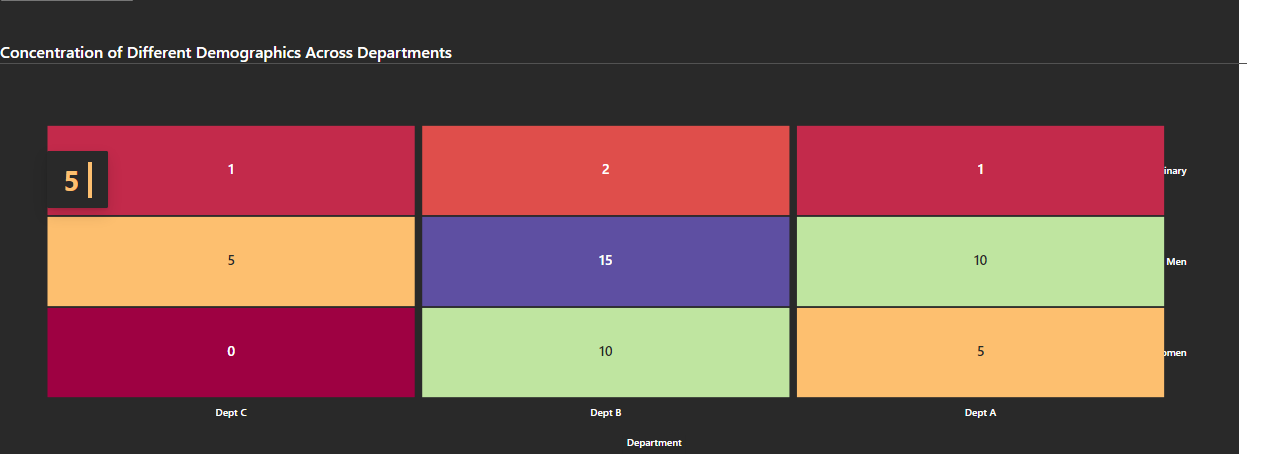 Concentration of Different Demographics Across Departments
1 2 1 inary
5
5 15 10 Men
0 10 5 omen
Dept C Dept B Dept A
Department